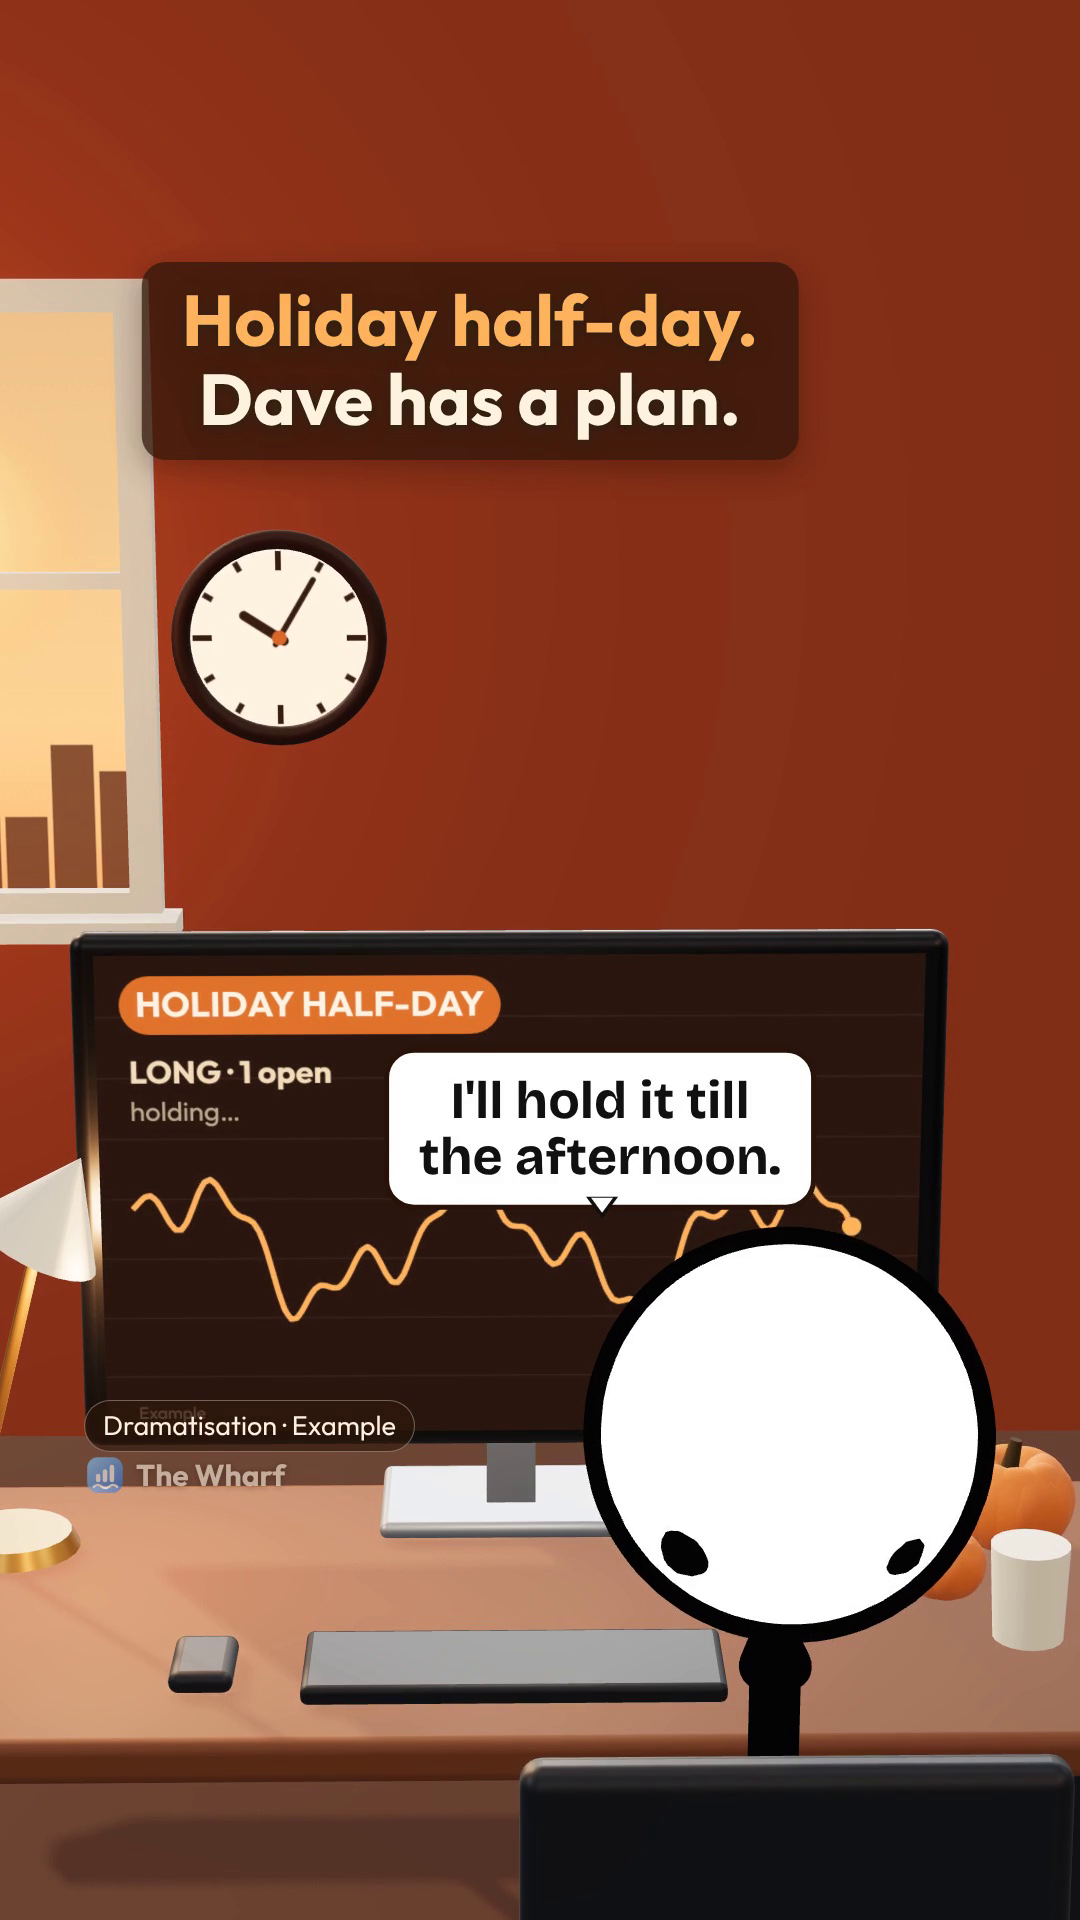 Holiday half-day.
Dave has a plan.
HOLIDAY HALF-DAY
LONG · 1 open
holding...
I'll hold it till
the afternoon.
Example
Dramatisation · Example
The Wharf